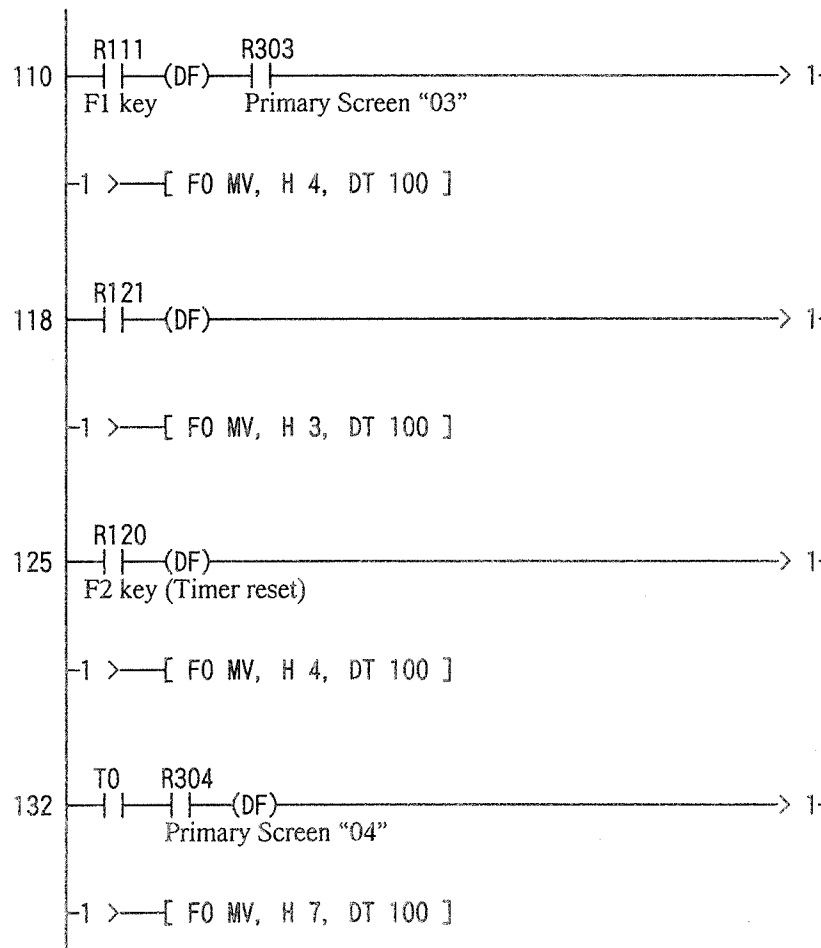 R111 R303
110 (DF) 1
F1 key Primary Screen “03”
1 [ F0 MV, H 4, DT 100 ]
R121
118 (DF) 1
1 [ F0 MV, H 3, DT 100 ]
R120
125 (DF) 1
F2 key (Timer reset)
1 [ F0 MV, H 4, DT 100 ]
T0 R304
132 (DF) 1
Primary Screen “04”
1 [ F0 MV, H 7, DT 100 ]